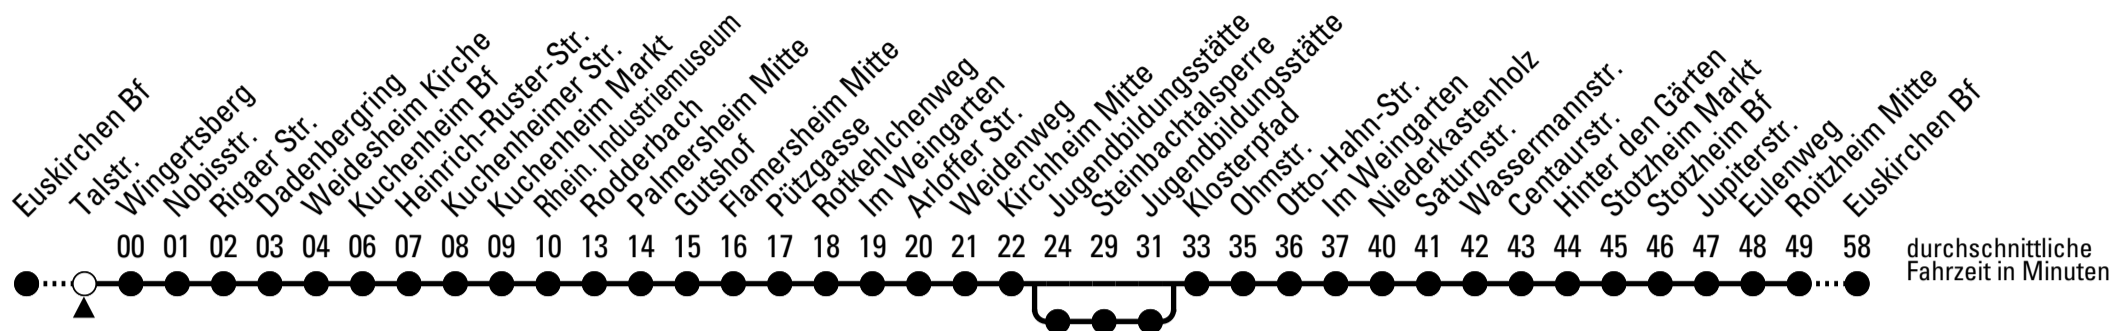 Euskirchen Bf
Talstr.
Wingertsberg
Nobisstr.
Rigaer Str.
Dadenbergring
Weidesheim Kirche
Kuchenheim Bf
Heinrich-Ruster-Str.
Kuchenheimer Str.
Kuchenheim Markt
Rhein. Industriemuseum
Rodderbach
Palmersheim Mitte
Gutshof
Flamersheim Mitte
Pützgasse
Rotkehlchenweg
Im Weingarten
Arloffer Str.
Weidenweg
Kirchheim Mitte
Jugendbildungsstätte
Steinbachtalsperre
Jugendbildungsstätte
Klosterpfad
Ohmstr.
Otto-Hahn-Str.
Im Weingarten
Niederkastenholz
Saturnstr.
Wassermannstr.
Centaurstr.
Hinter den Gärten
Stotzheim Markt
Stotzheim Bf
Jupiterstr.
Eulenweg
Roitzheim Mitte
Euskirchen Bf
00 01 02 03 04 06 07 08 09 10 13 14 15 16 17 18 19 20 21 22 24 29 31 33 35 36 37 40 41 42 43 44 45 46 47 48 49 58
durchschnittliche
Fahrzeit in Minuten